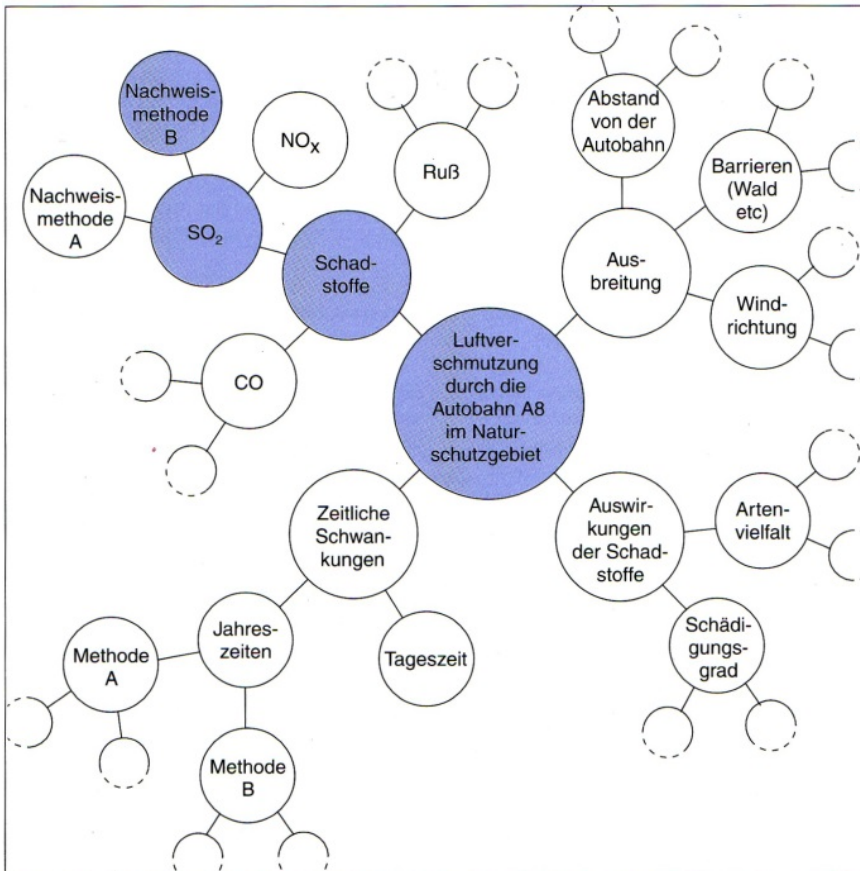 Nachweis-
methode
B
NOx
Nachweis-
methode
A
SO2
Schad-
stoffe
Ruß
CO
Abstand
von der
Autobahn
Barrieren
(Wald
etc)
Aus-
breitung
Wind-
richtung
Luftver-
schmutzung
durch die
Autobahn A8
im Natur-
schutzgebiet
Zeitliche
Schwan-
kungen
Jahres-
zeiten
Tageszeit
Methode
A
Methode
B
Auswir-
kungen
der Schad-
stoffe
Arten-
vielfalt
Schädi-
gungs-
grad